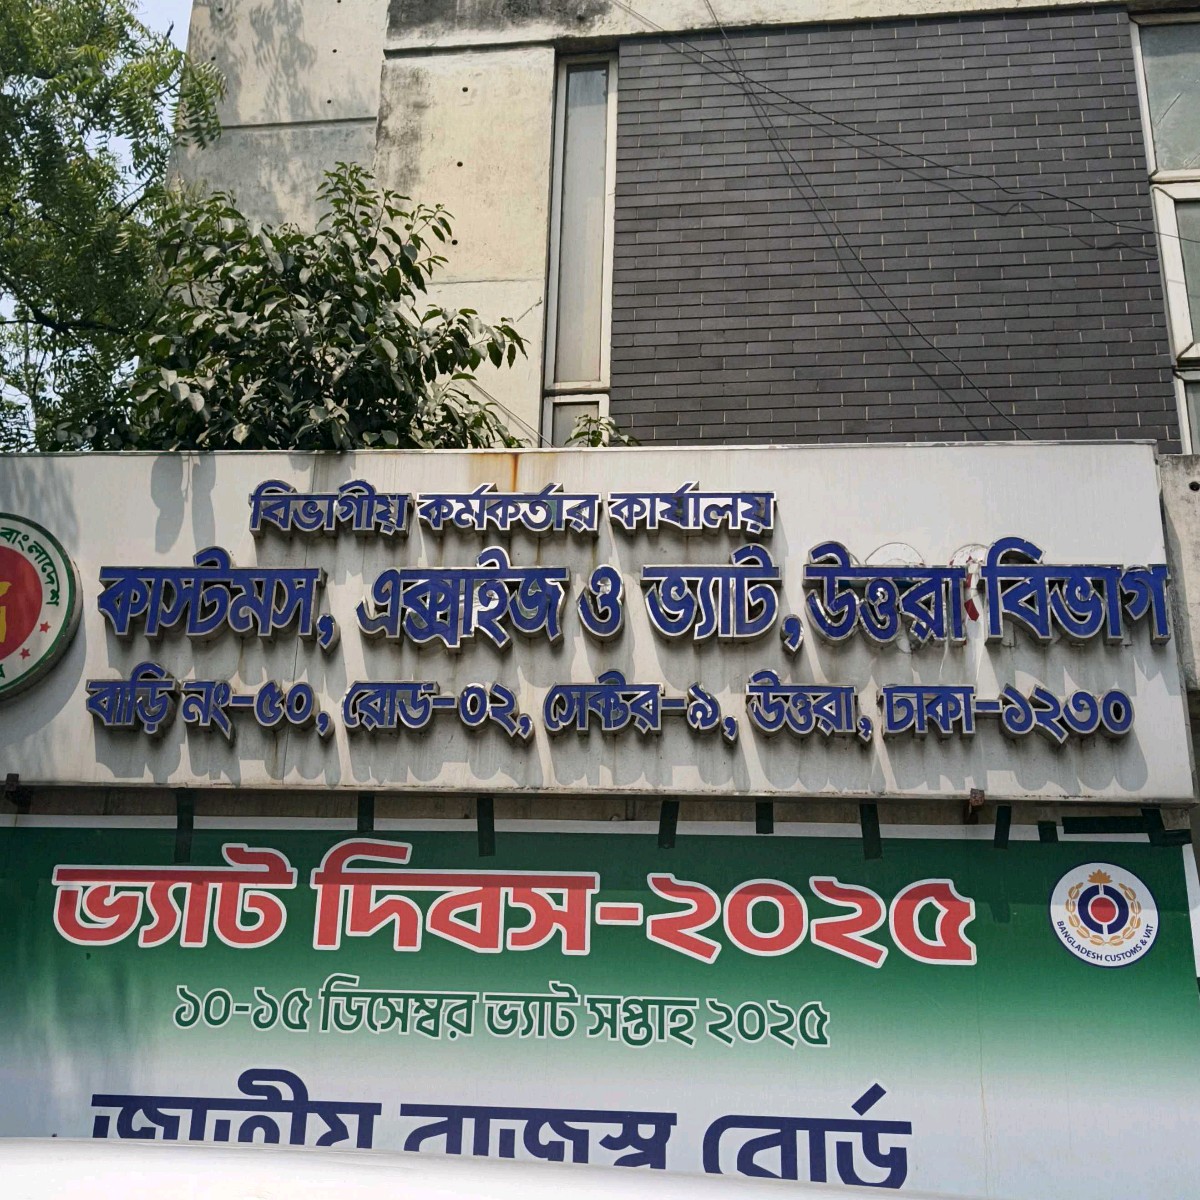 বাংলাদেশ
বিভাগীয় কর্মকর্তার কার্যালয়
কাস্টমস, এক্সাইজ ও ভ্যাট, উত্তরা বিভাগ
বাড়ি নং-৫০, রোড-০২, সেক্টর-৯, উত্তরা, ঢাকা-১২৩০
ভ্যাট দিবস-২০২৫
BANGLADESH CUSTOMS & VAT
১০-১৫ ডিসেম্বর ভ্যাট সপ্তাহ ২০২৫
জাতীয় রাজস্ব বোর্ড